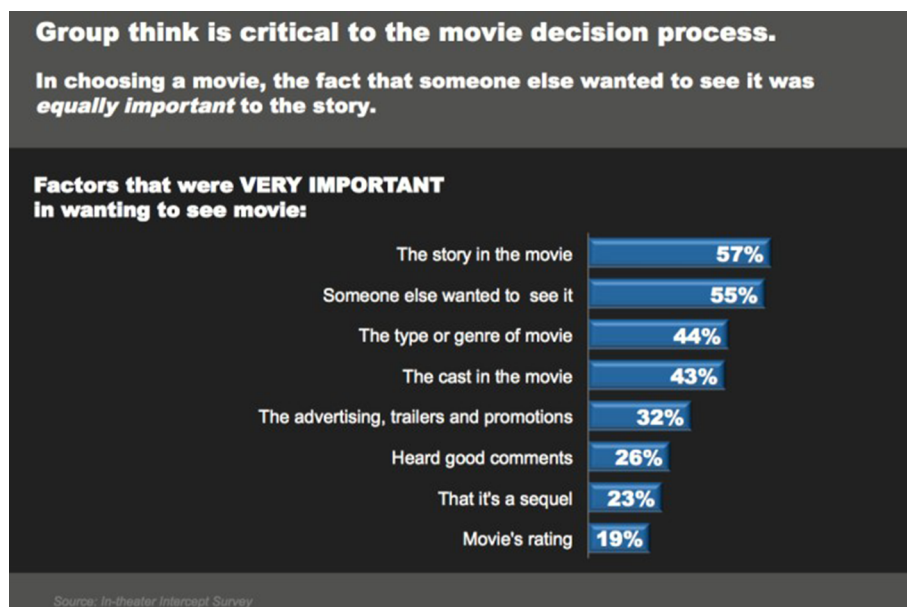 Group think is critical to the movie decision process.
In choosing a movie, the fact that someone else wanted to see it was
equally important to the story.
Factors that were VERY IMPORTANT
in wanting to see movie:
The story in the movie 57%
Someone else wanted to see it 55%
The type or genre of movie 44%
The cast in the movie 43%
The advertising, trailers and promotions 32%
Heard good comments 26%
That it's a sequel 23%
Movie's rating 19%
Source: In-theater Intercept Survey